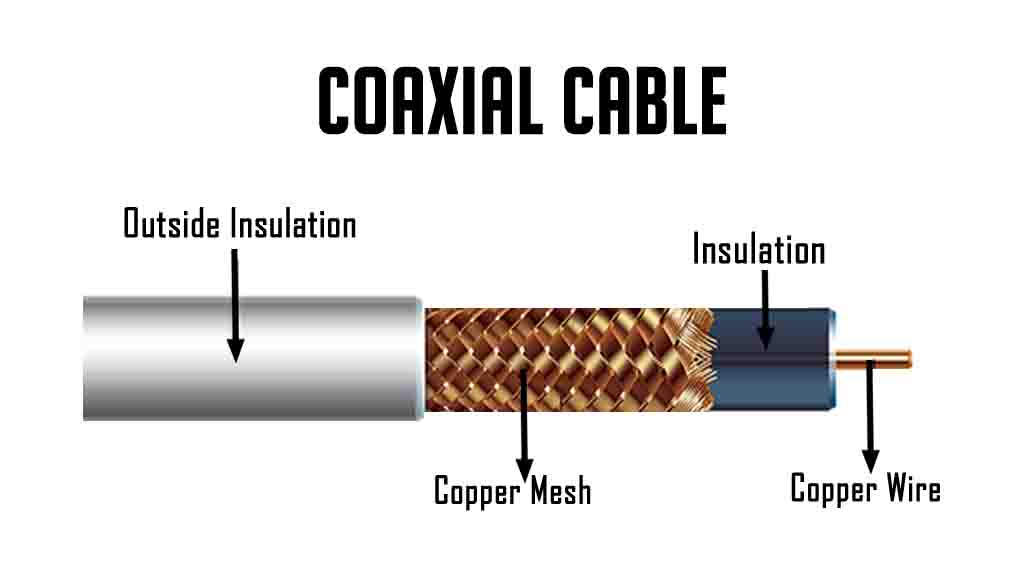 COAXIAL CABLE
Outside Insulation
Insulation
Copper Mesh
Copper Wire